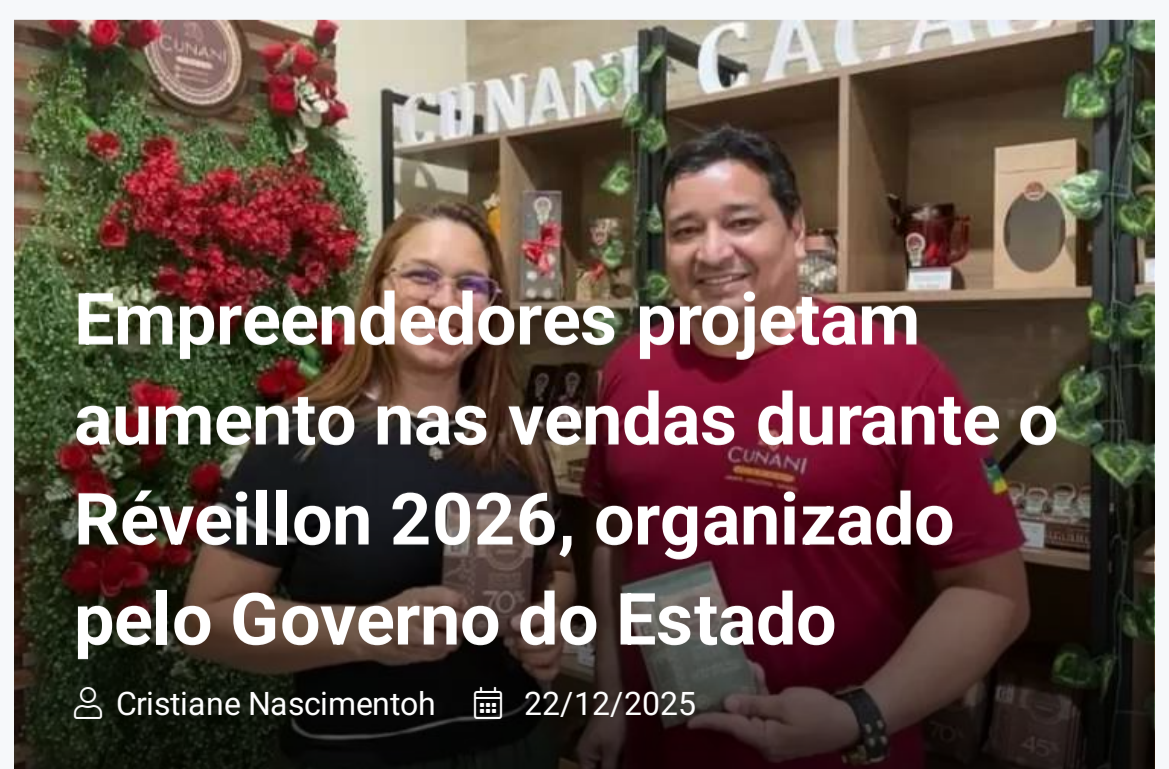 CUNANI
CUNANI CACAU
Empreendedores projetam
aumento nas vendas durante o
CUNANI
Réveillon 2026, organizado
pelo Governo do Estado
70%
Cristiane Nascimentoh 22/12/2025
70%
45%